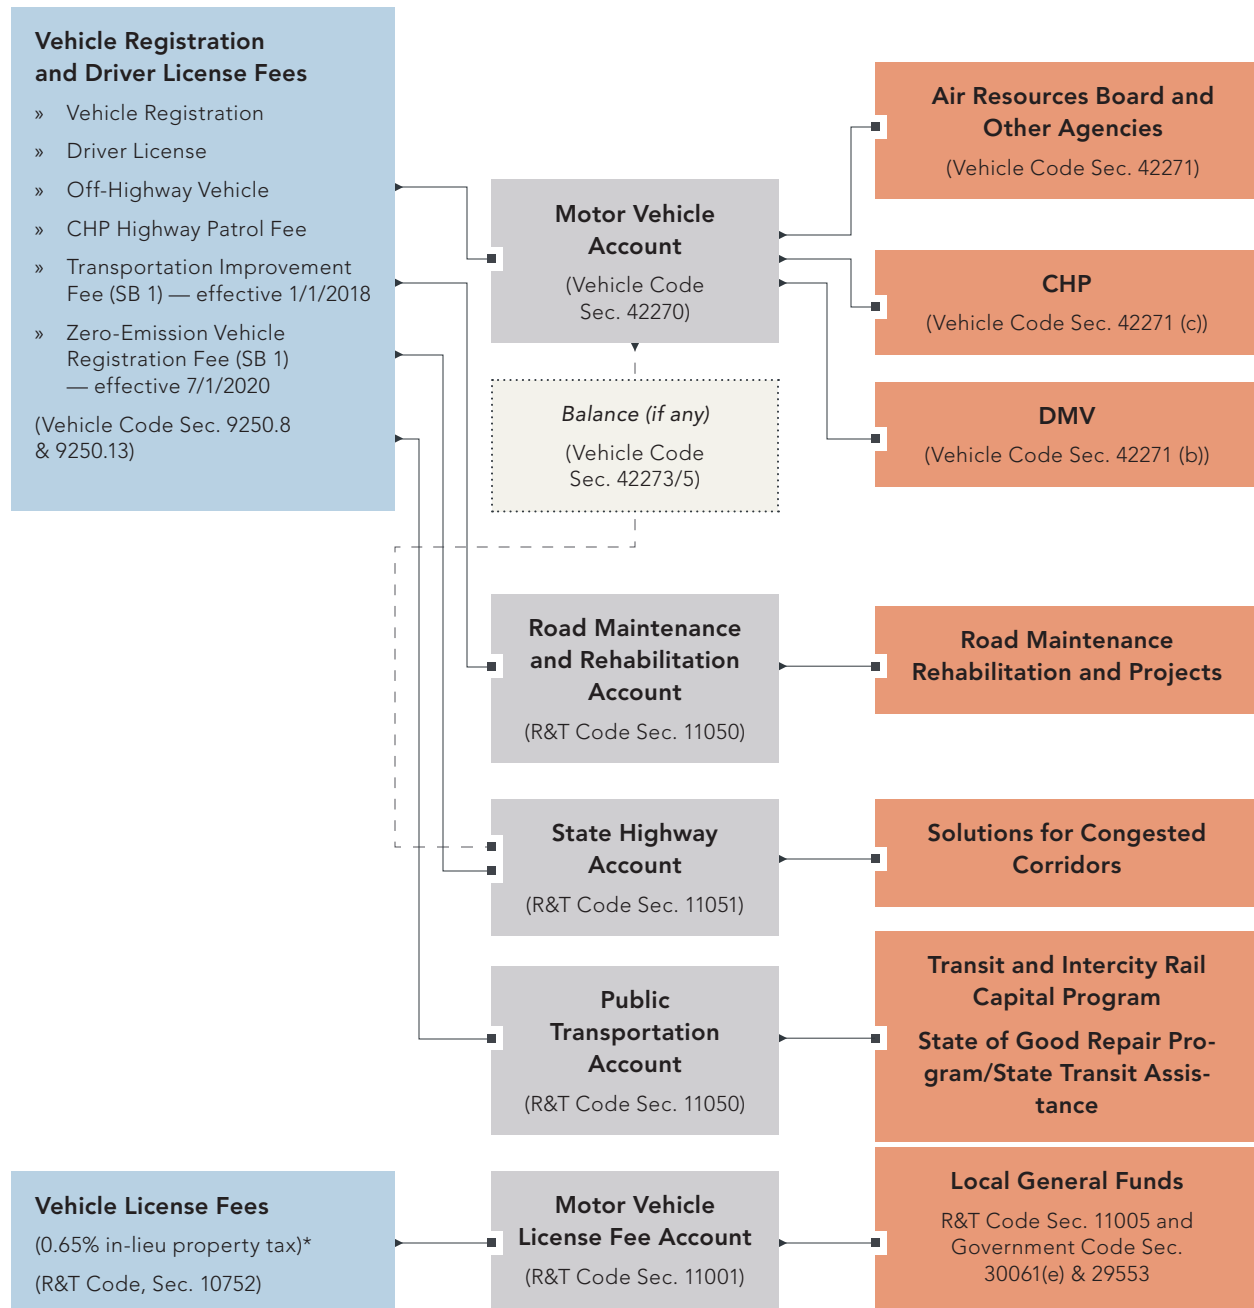 Vehicle Registration
and Driver License Fees
» Vehicle Registration
» Driver License
» Off-Highway Vehicle
» CHP Highway Patrol Fee
» Transportation Improvement
Fee (SB 1) — effective 1/1/2018
» Zero-Emission Vehicle
Registration Fee (SB 1)
— effective 7/1/2020
(Vehicle Code Sec. 9250.8
& 9250.13)
Motor Vehicle
Account
(Vehicle Code
Sec. 42270)
Balance (if any)
(Vehicle Code
Sec. 42273/5)
Air Resources Board and
Other Agencies
(Vehicle Code Sec. 42271)
CHP
(Vehicle Code Sec. 42271 (c))
DMV
(Vehicle Code Sec. 42271 (b))
Road Maintenance
and Rehabilitation
Account
(R&T Code Sec. 11050)
Road Maintenance
Rehabilitation and Projects
State Highway
Account
(R&T Code Sec. 11051)
Solutions for Congested
Corridors
Public
Transportation
Account
(R&T Code Sec. 11050)
Transit and Intercity Rail
Capital Program
State of Good Repair Pro-
gram/State Transit Assis-
tance
Vehicle License Fees
(0.65% in-lieu property tax)*
(R&T Code, Sec. 10752)
Motor Vehicle
License Fee Account
(R&T Code Sec. 11001)
Local General Funds
R&T Code Sec. 11005 and
Government Code Sec.
30061(e) & 29553